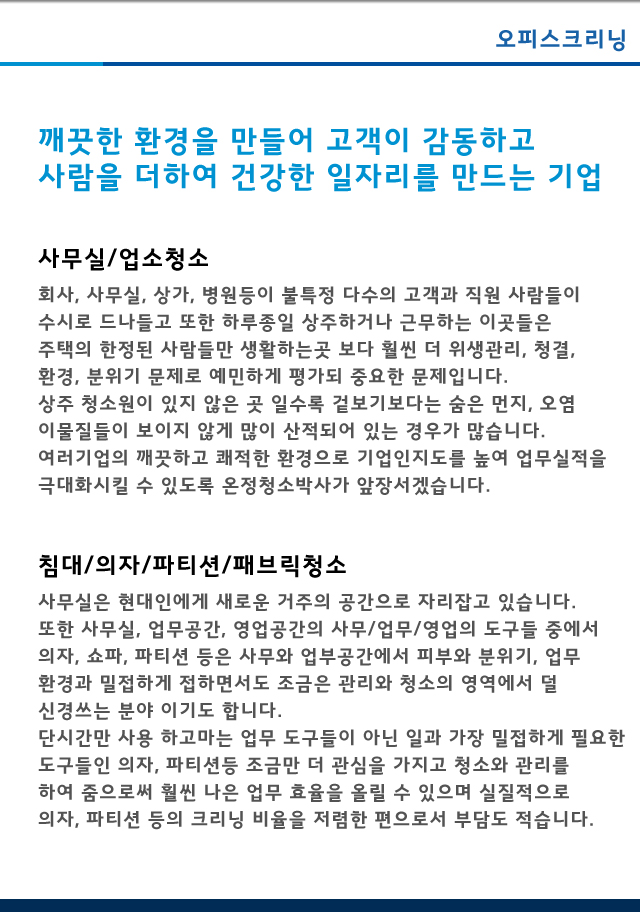 오피스크리닝
깨끗한 환경을 만들어 고객이 감동하고
사람을 더하여 건강한 일자리를 만드는 기업
사무실/업소청소
회사, 사무실, 상가, 병원등이 불특정 다수의 고객과 직원 사람들이
수시로 드나들고 또한 하루종일 상주하거나 근무하는 이곳들은
주택의 한정된 사람들만 생활하는곳 보다 훨씬 더 위생관리, 청결,
환경, 분위기 문제로 예민하게 평가되 중요한 문제입니다.
상주 청소원이 있지 않은 곳 일수록 겉보기보다는 숨은 먼지, 오염
이물질들이 보이지 않게 많이 산적되어 있는 경우가 많습니다.
여러기업의 깨끗하고 쾌적한 환경으로 기업인지도를 높여 업무실적을
극대화시킬 수 있도록 온정청소박사가 앞장서겠습니다.
침대/의자/파티션/패브릭청소
사무실은 현대인에게 새로운 거주의 공간으로 자리잡고 있습니다.
또한 사무실, 업무공간, 영업공간의 사무/업무/영업의 도구들 중에서
의자, 쇼파, 파티션 등은 사무와 업부공간에서 피부와 분위기, 업무
환경과 밀접하게 접하면서도 조금은 관리와 청소의 영역에서 덜
신경쓰는 분야 이기도 합니다.
단시간만 사용 하고마는 업무 도구들이 아닌 일과 가장 밀접하게 필요한
도구들인 의자, 파티션등 조금만 더 관심을 가지고 청소와 관리를
하여 줌으로써 훨씬 나은 업무 효율을 올릴 수 있으며 실질적으로
의자, 파티션 등의 크리닝 비율을 저렴한 편으로서 부담도 적습니다.